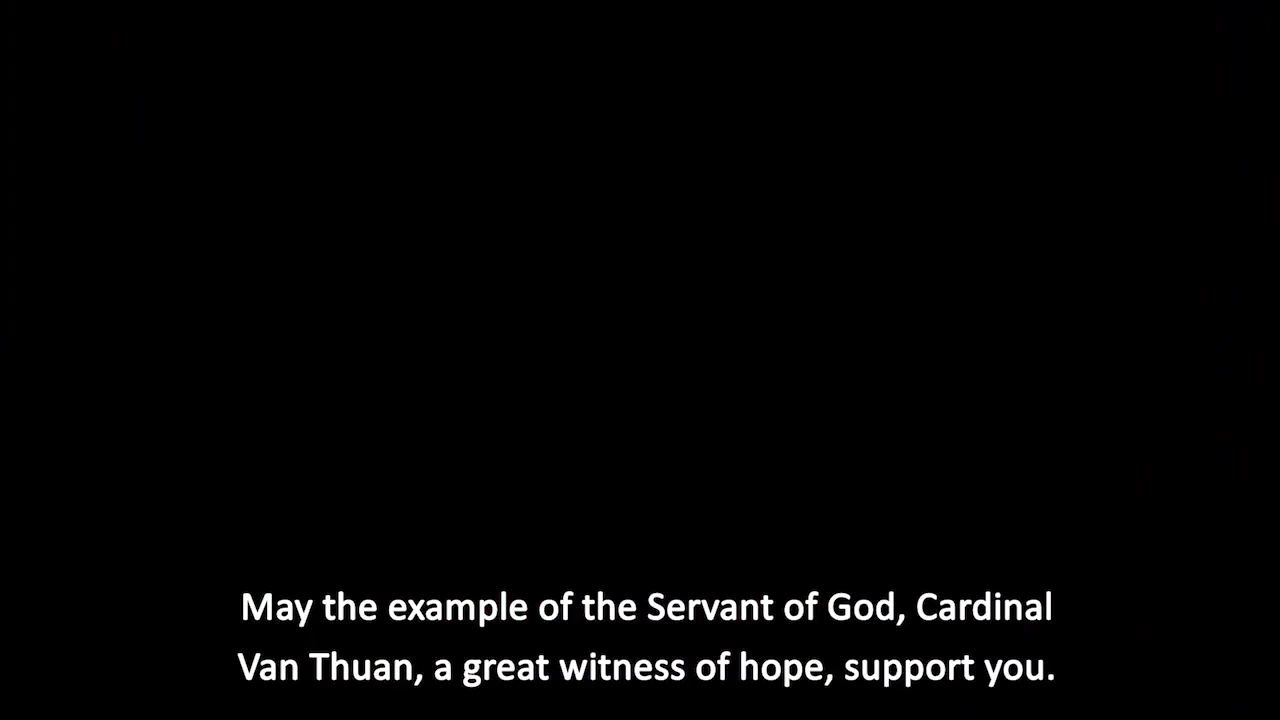 May the example of the Servant of God, Cardinal
Van Thuan, a great witness of hope, support you.